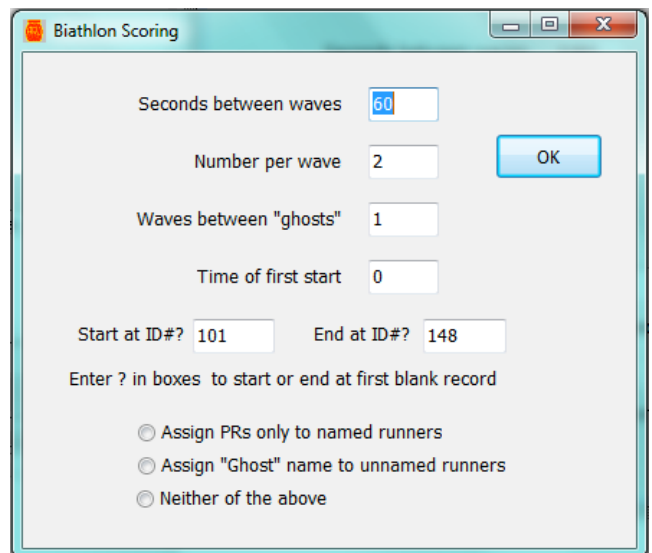 Biathlon Scoring
Seconds between waves 60
Number per wave 2
OK
Waves between "ghosts" 1
Time of first start 0
Start at ID#? 101 End at ID#? 148
Enter ? in boxes to start or end at first blank record
Assign PRs only to named runners
Assign "Ghost" name to unnamed runners
Neither of the above